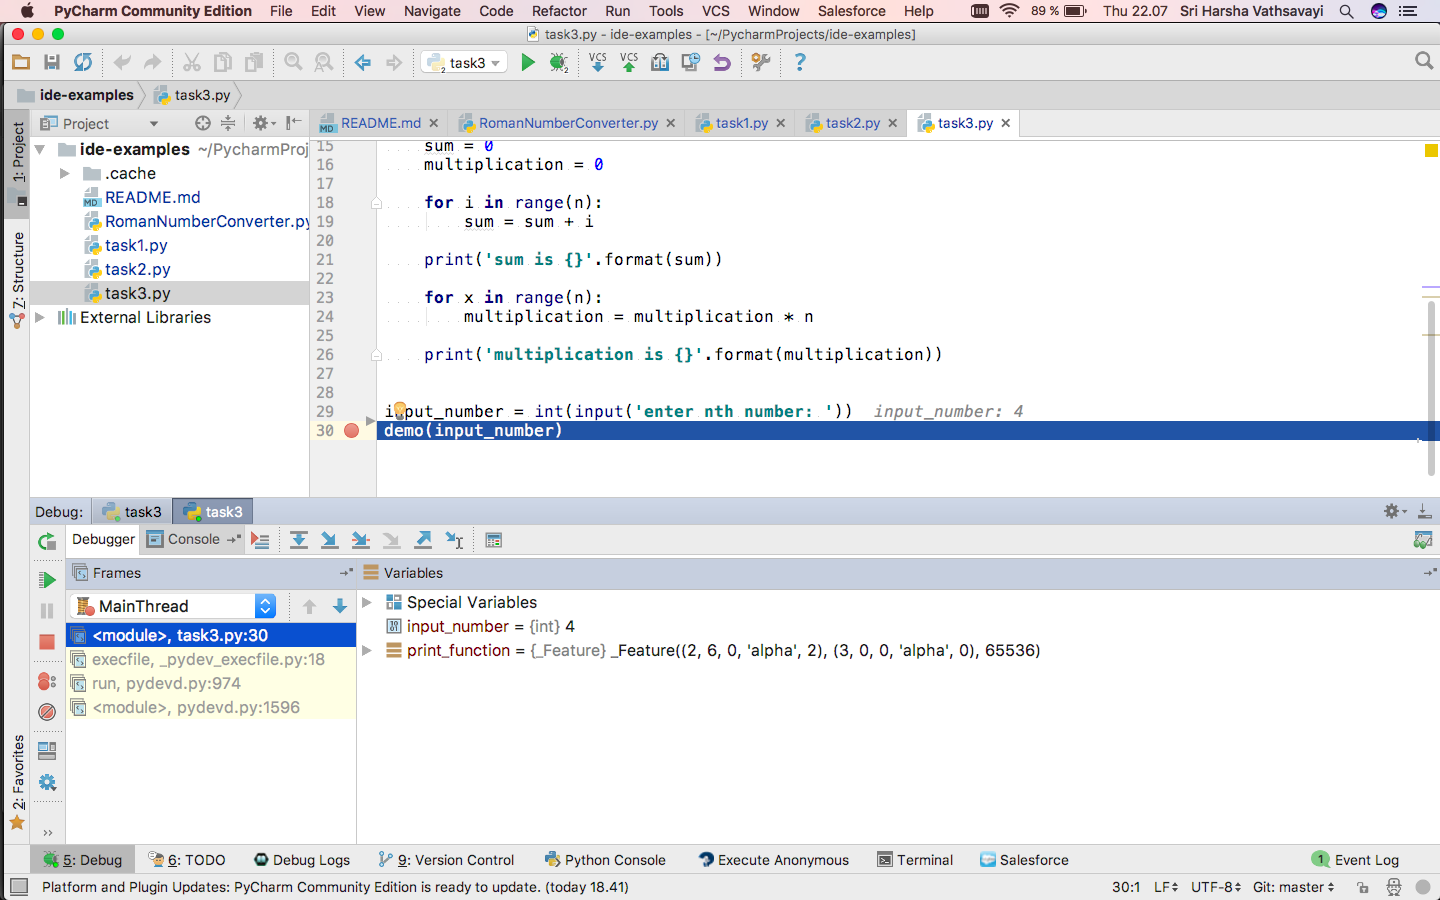 PyCharm Community Edition File Edit View Navigate Code Refactor Run Tools VCS Window Salesforce Help 89 % Thu 22.07 Sri Harsha Vathsavayi
task3.py - ide-examples - [~/PycharmProjects/ide-examples]
task3 VCS VCS ?
ide-examples task3.py
1: Project
7: Structure
2: Favorites
Project
ide-examples ~/PycharmProj
.cache
README.md
RomanNumberConverter.py
task1.py
task2.py
task3.py
External Libraries
README.md RomanNumberConverter.py task1.py task2.py task3.py
15 sum = 0
16 multiplication = 0
17
18 for i in range(n):
19 sum = sum + i
20
21 print('sum is {}'.format(sum))
22
23 for x in range(n):
24 multiplication = multiplication * n
25
26 print('multiplication is {}'.format(multiplication))
27
28
29 input_number = int(input('enter nth number: ')) input_number: 4
30 demo(input_number)
Debug: task3 task3
Debugger Console
Frames
MainThread
<module>, task3.py:30
execfile, _pydev_execfile.py:18
run, pydevd.py:974
<module>, pydevd.py:1596
Variables
Special Variables
input_number = {int} 4
print_function = {_Feature} _Feature((2, 6, 0, 'alpha', 2), (3, 0, 0, 'alpha', 0), 65536)
5: Debug 6: TODO Debug Logs 9: Version Control Python Console Execute Anonymous Terminal Salesforce 1 Event Log
Platform and Plugin Updates: PyCharm Community Edition is ready to update. (today 18.41) 30:1 LF UTF-8 Git: master